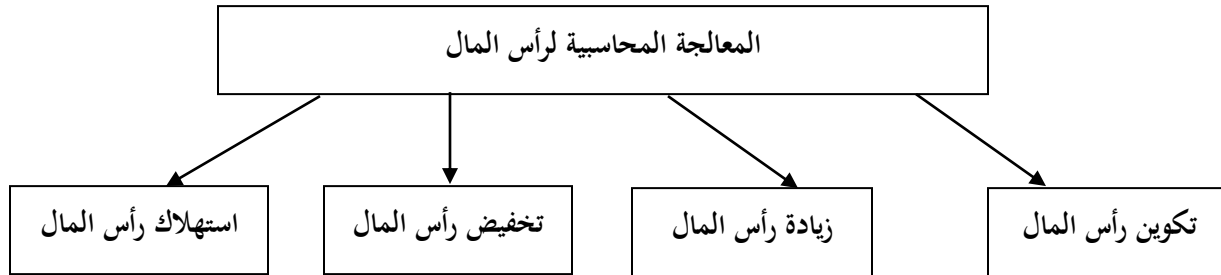 المعالجة المحاسبية لرأس المال
تكوين رأس المال
زيادة رأس المال
تخفيض رأس المال
استهلاك رأس المال